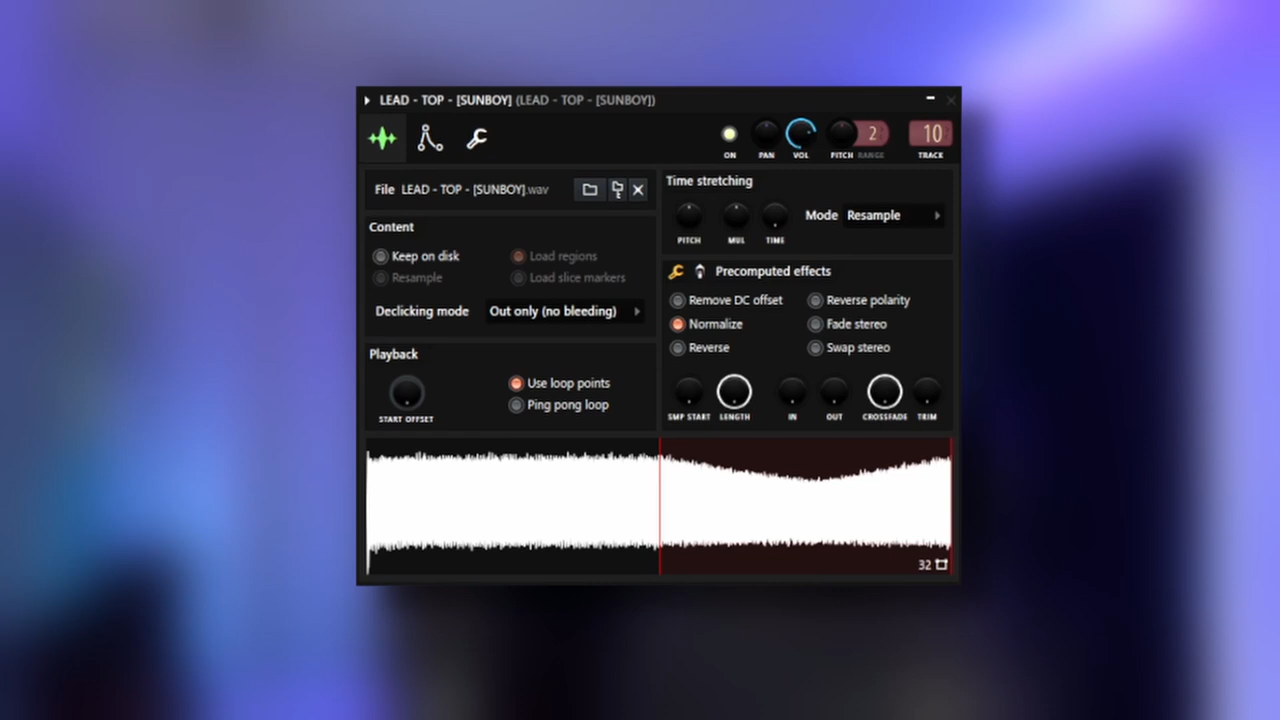 LEAD - TOP - [SUNBOY] (LEAD - TOP - [SUNBOY])
2
10
ON
PAN
VOL
PITCH
RANGE
TRACK
File LEAD - TOP - [SUNBOY].wav
Content
Keep on disk
Load regions
Resample
Load slice markers
Declicking mode
Out only (no bleeding)
Playback
START OFFSET
Use loop points
Ping pong loop
Time stretching
PITCH
MUL
TIME
Mode
Resample
Precomputed effects
Remove DC offset
Reverse polarity
Normalize
Fade stereo
Reverse
Swap stereo
SMP START
LENGTH
IN
OUT
CROSSFADE
TRIM
32